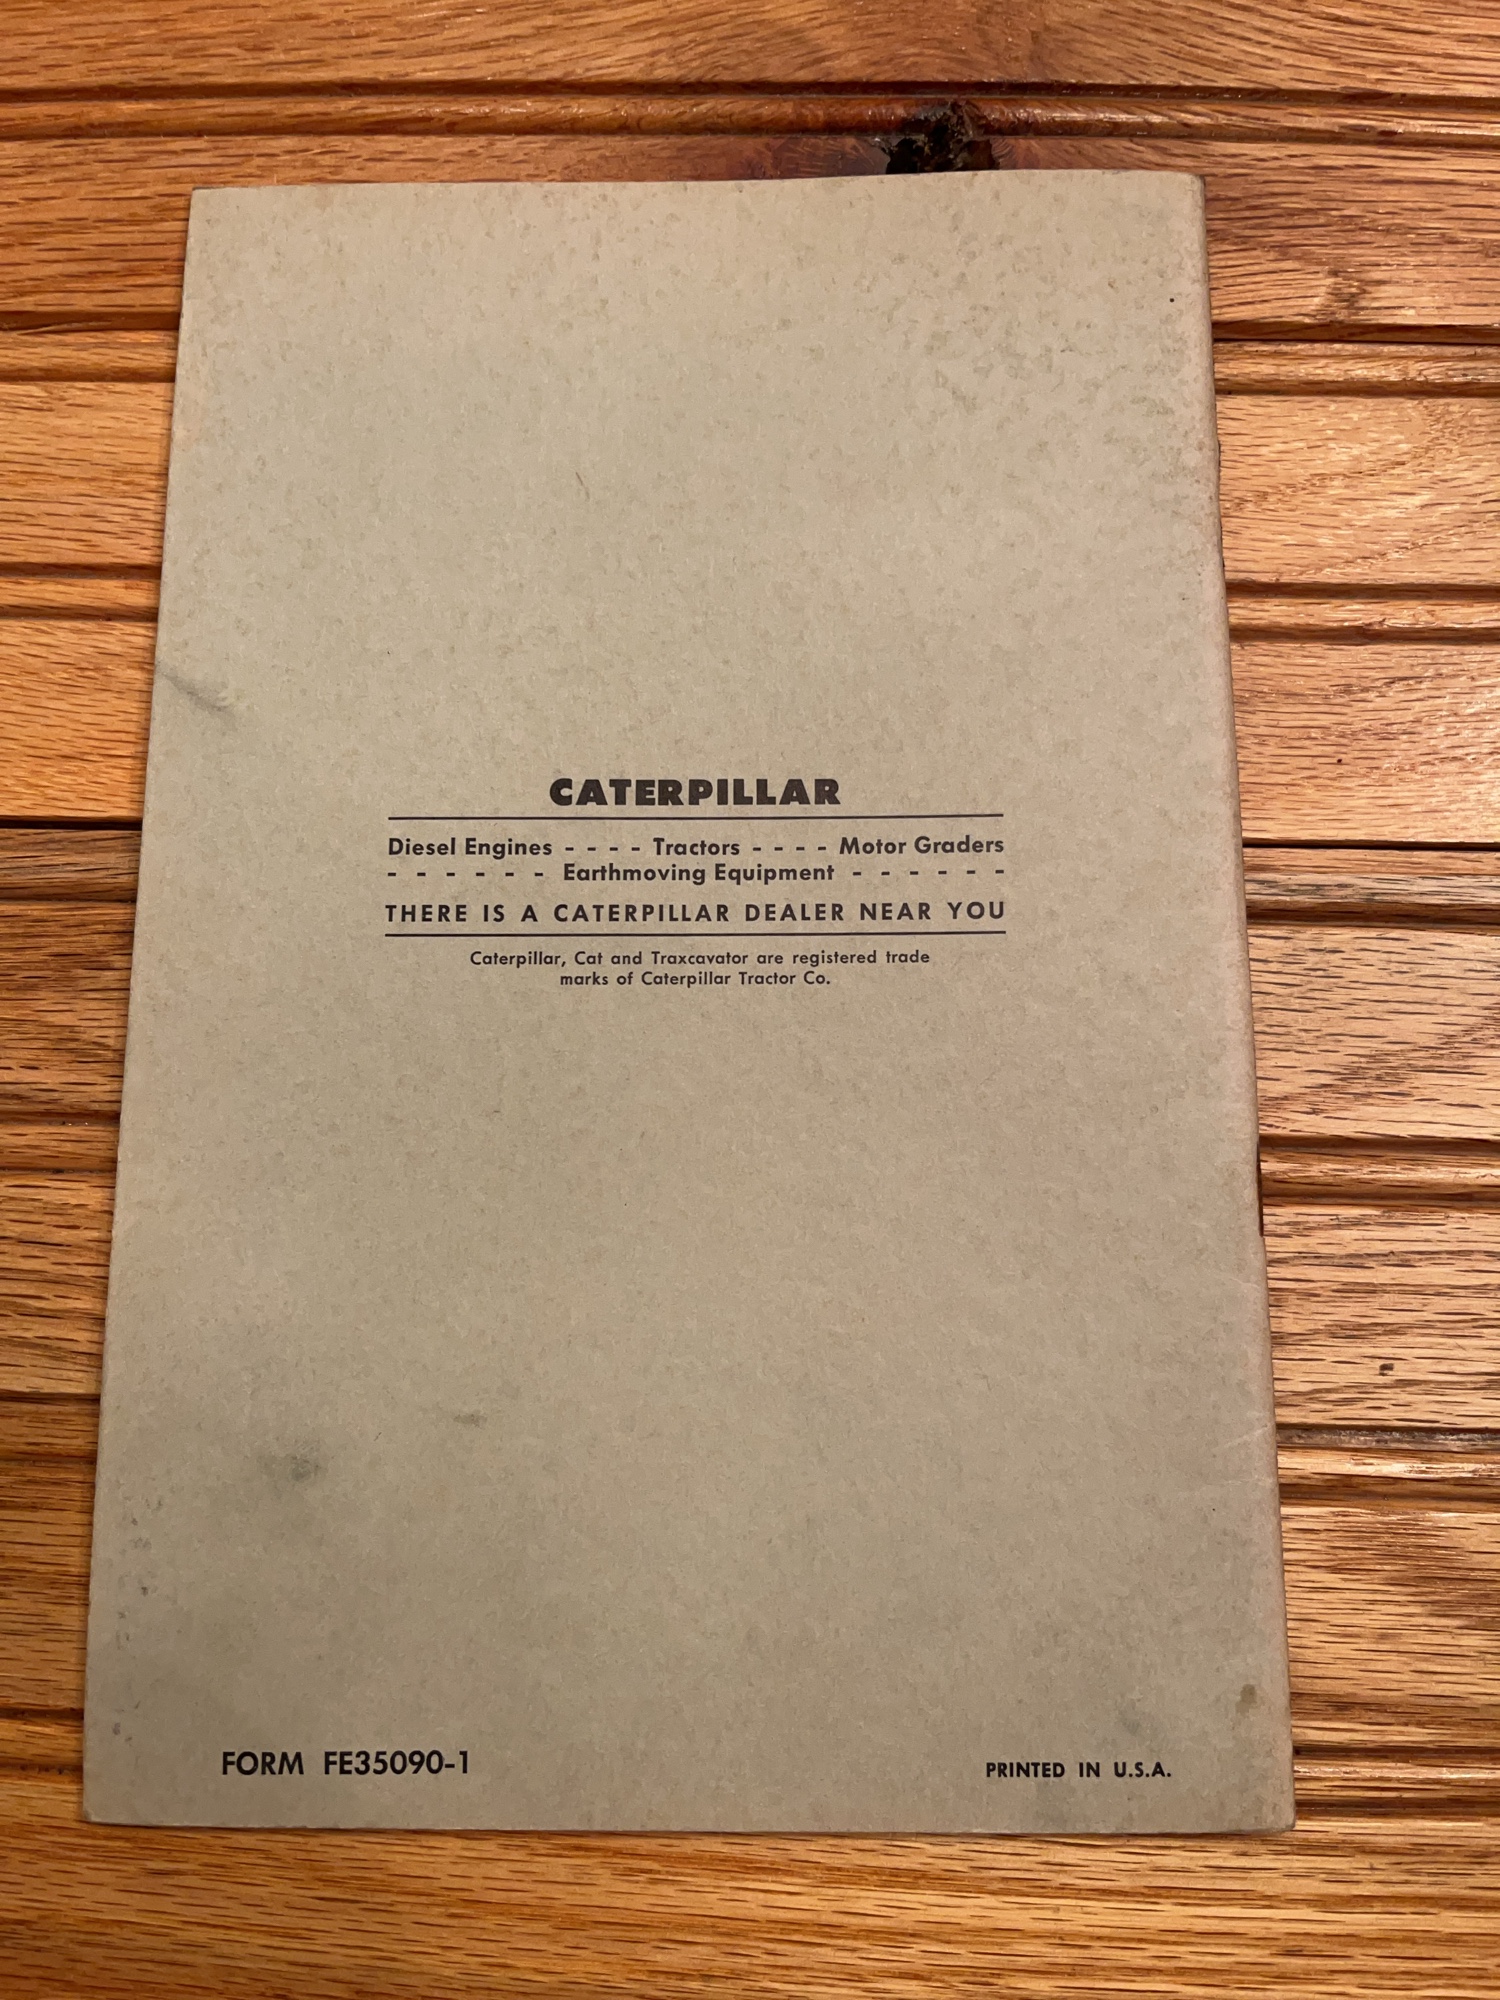 CATERPILLAR
Diesel Engines - - - - Tractors - - - - Motor Graders
- - - - - - Earthmoving Equipment - - - - - -
THERE IS A CATERPILLAR DEALER NEAR YOU
Caterpillar, Cat and Traxcavator are registered trade
marks of Caterpillar Tractor Co.
FORM FE35090-1
PRINTED IN U.S.A.